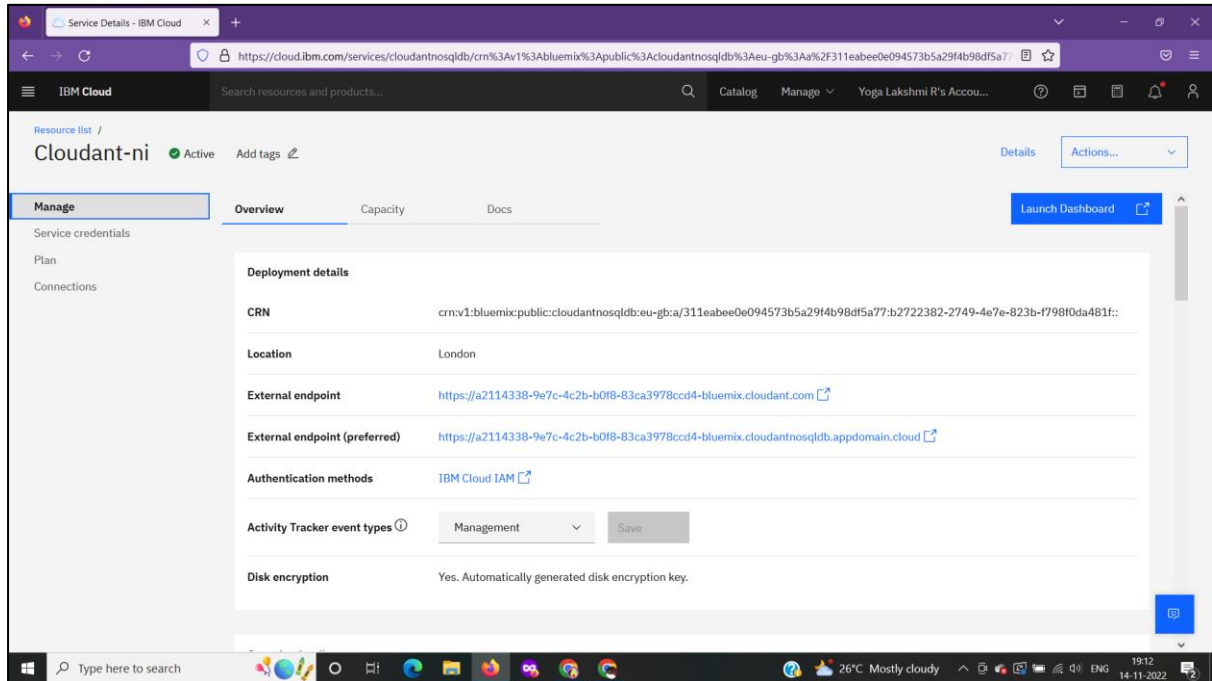 Service Details - IBM Cloud
https://cloud.ibm.com/services/cloudantnosqldb/crn%3Av1%3Abluemix%3Apublic%3Acloudantnosqldb%3Aeu-gb%3Aa%2F311eabee0e094573b5a29f4b98df5a77
IBM Cloud
Search resources and products...
Catalog
Manage
Yoga Lakshmi R's Accou...
Resource list /
Cloudant-ni
Active
Add tags
Details
Actions...
Manage
Service credentials
Plan
Connections
Overview
Capacity
Docs
Launch Dashboard
Deployment details
CRN crn:v1:bluemix:public:cloudantnosqldb:eu-gb:a/311eabee0e094573b5a29f4b98df5a77:b2722382-2749-4e7e-823b-f798f0da481f::
Location London
External endpoint https://a2114338-9e7c-4c2b-b0f8-83ca3978ccd4-bluemix.cloudant.com
External endpoint (preferred) https://a2114338-9e7c-4c2b-b0f8-83ca3978ccd4-bluemix.cloudantnosqldb.appdomain.cloud
Authentication methods IBM Cloud IAM
Activity Tracker event types Management Save
Disk encryption Yes. Automatically generated disk encryption key.
Type here to search
26°C Mostly cloudy
ENG
19:12
14-11-2022